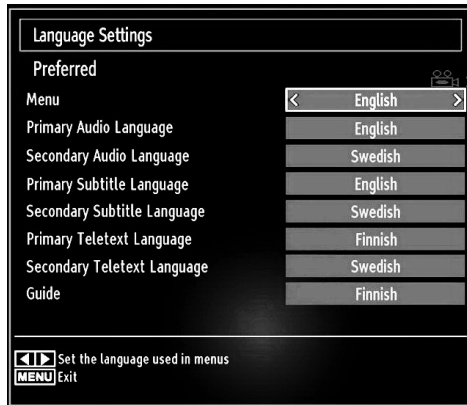 Language Settings
Preferred
Menu < English >
Primary Audio Language English
Secondary Audio Language Swedish
Primary Subtitle Language English
Secondary Subtitle Language Swedish
Primary Teletext Language Finnish
Secondary Teletext Language Swedish
Guide Finnish
Set the language used in menus
MENU Exit